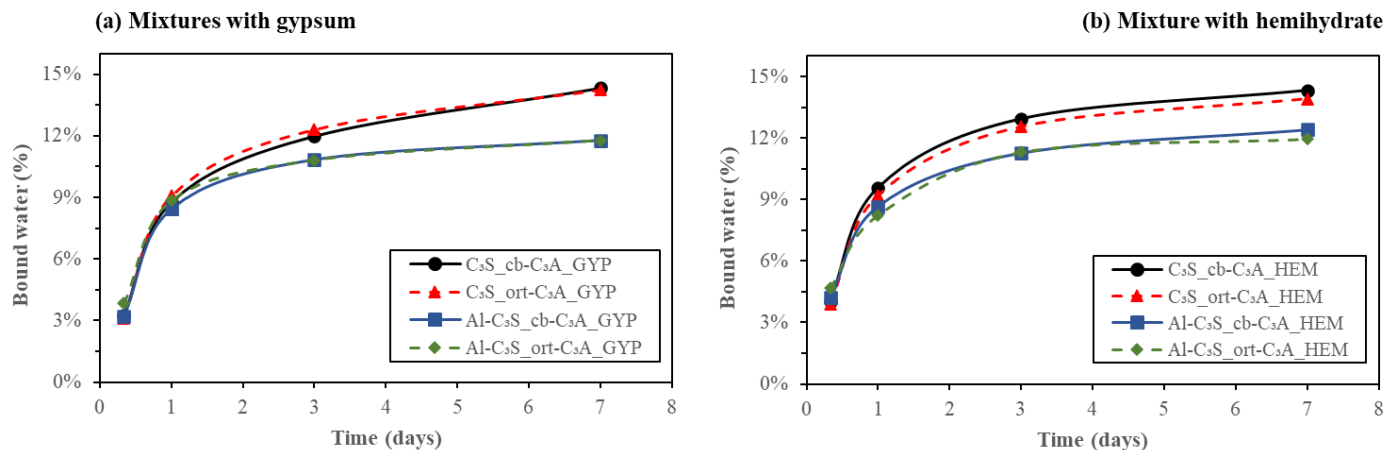 (a) Mixtures with gypsum
15%
12%
9%
6%
3%
0%
Bound water (%)
C₃S_cb-C₃A_GYP
C₃S_ort-C₃A_GYP
Al-C₃S_cb-C₃A_GYP
Al-C₃S_ort-C₃A_GYP
0 1 2 3 4 5 6 7 8
Time (days)
(b) Mixture with hemihydrate
15%
12%
9%
6%
3%
0%
Bound water (%)
C₃S_cb-C₃A_HEM
C₃S_ort-C₃A_HEM
Al-C₃S_cb-C₃A_HEM
Al-C₃S_ort-C₃A_HEM
0 1 2 3 4 5 6 7 8
Time (days)